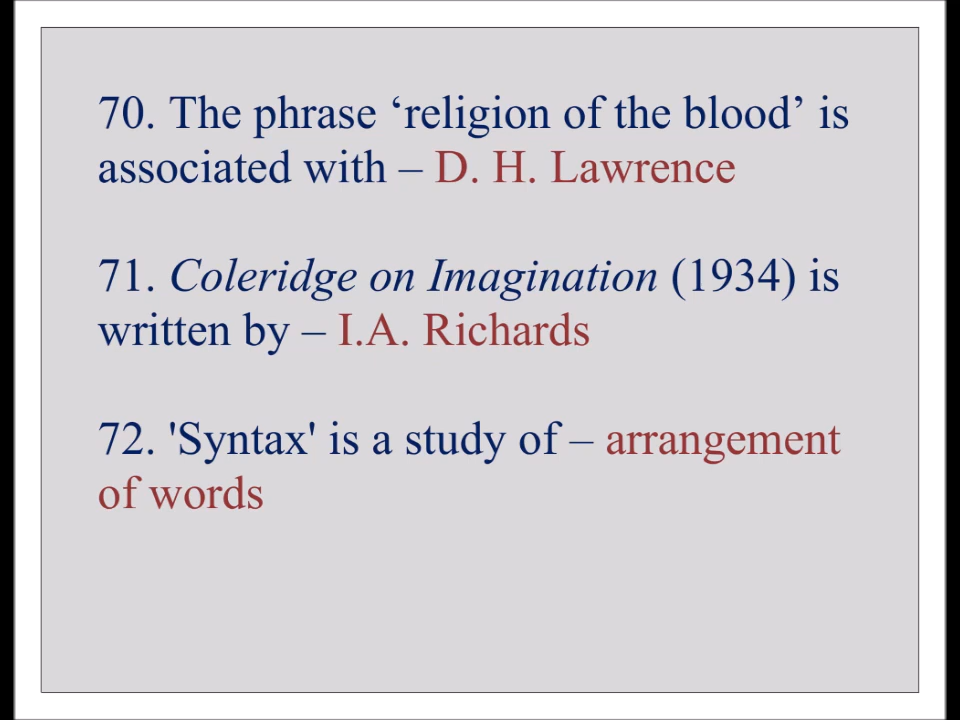 70. The phrase ‘religion of the blood’ is
associated with – D. H. Lawrence
71. Coleridge on Imagination (1934) is
written by – I.A. Richards
72. 'Syntax' is a study of – arrangement
of words